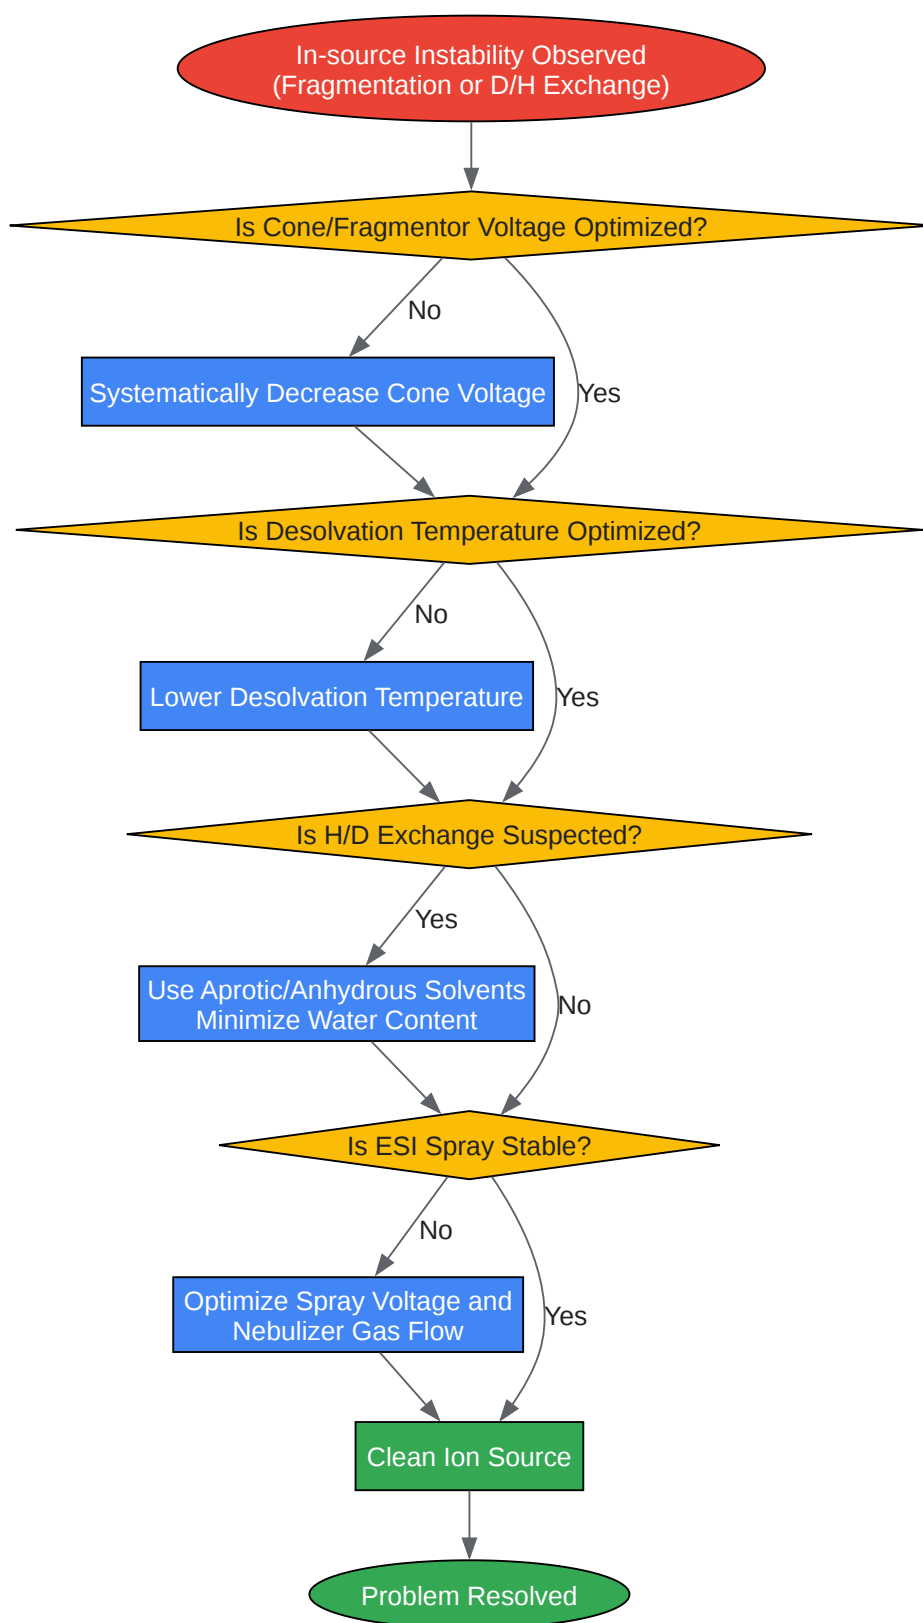 In-source Instability Observed
(Fragmentation or D/H Exchange)
Is Cone/Fragmentor Voltage Optimized?
No
Systematically Decrease Cone Voltage
Yes
Is Desolvation Temperature Optimized?
No
Lower Desolvation Temperature
Yes
Is H/D Exchange Suspected?
Yes
Use Aprotic/Anhydrous Solvents
Minimize Water Content
No
Is ESI Spray Stable?
No
Optimize Spray Voltage and
Nebulizer Gas Flow
Yes
Clean Ion Source
Problem Resolved